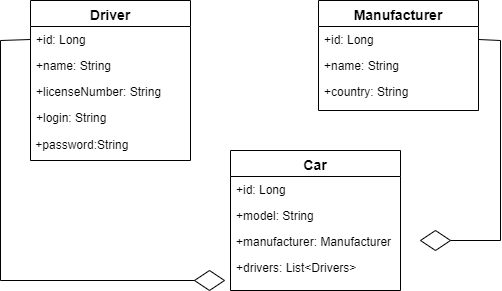 Driver
+id: Long
+name: String
+licenseNumber: String
+login: String
+password:String
Manufacturer
+id: Long
+name: String
+country: String
Car
+id: Long
+model: String
+manufacturer: Manufacturer
+drivers: List<Drivers>